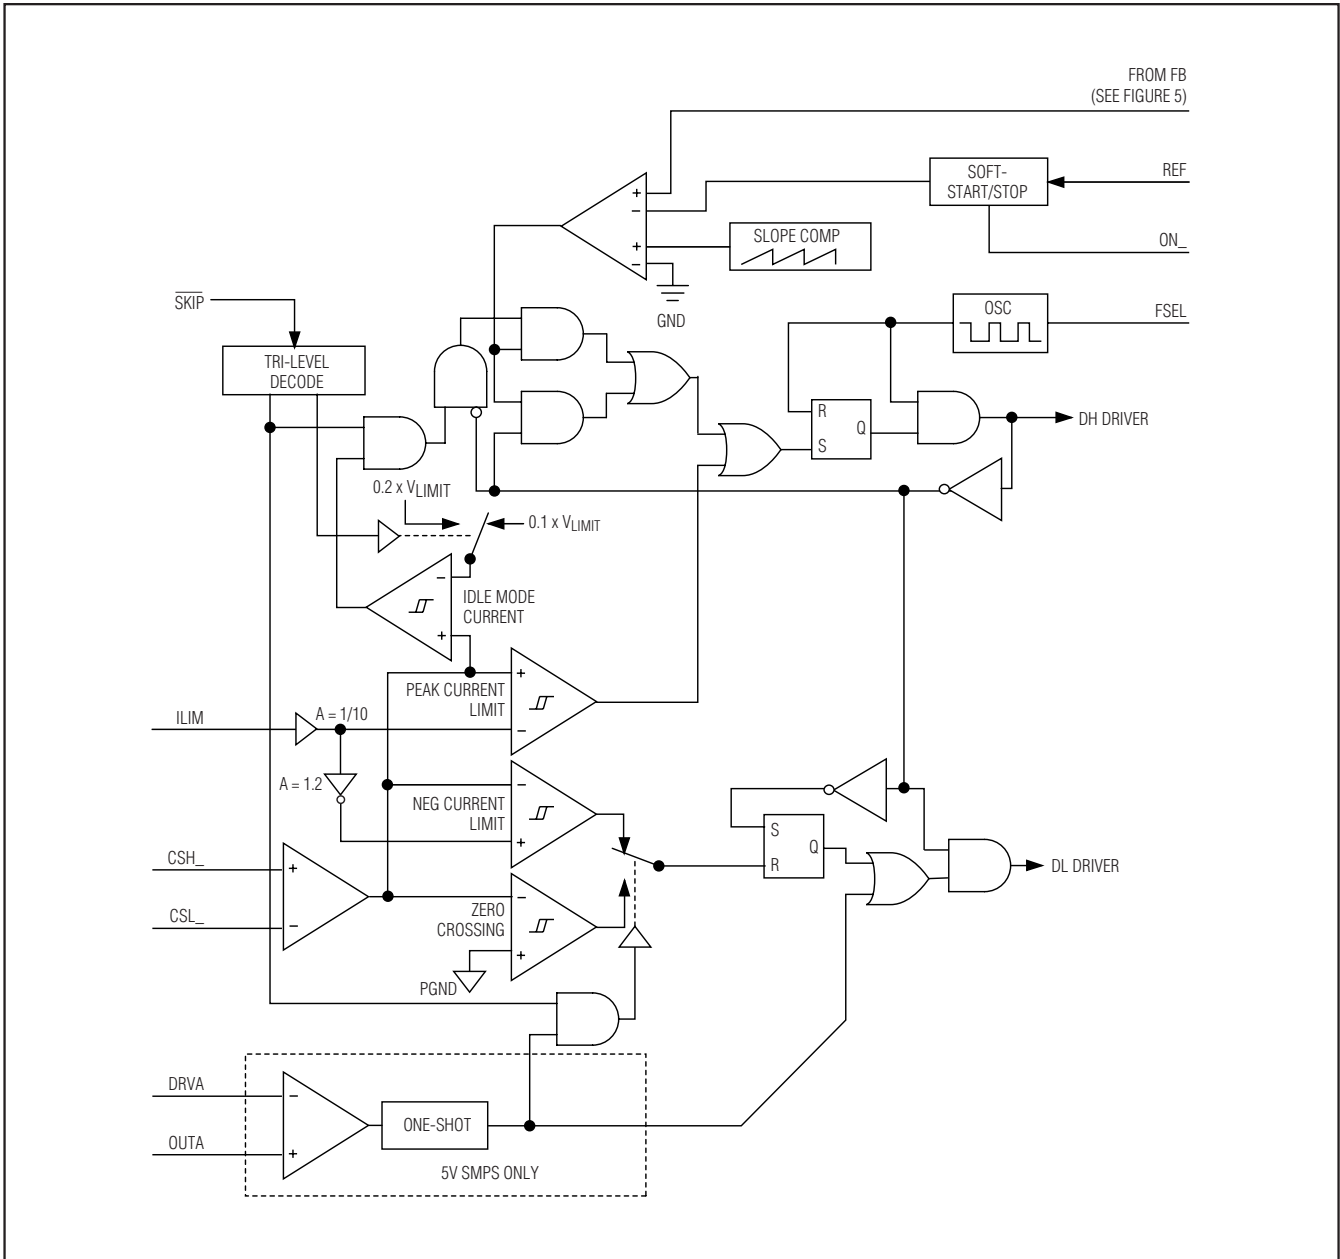 FROM FB
(SEE FIGURE 5)
SOFT-
START/STOP
REF
+
−
SLOPE COMP
+
−
ON_
GND
SKIP
OSC
FSEL
TRI-LEVEL
DECODE
R
Q
S
DH DRIVER
0.2 x VLIMIT
0.1 x VLIMIT
−
IDLE MODE
CURRENT
+
+
PEAK CURRENT
LIMIT
−
ILIM
A = 1/10
A = 1.2
−
NEG CURRENT
LIMIT
+
S
Q
R
DL DRIVER
CSH_
+
CSL_
−
−
ZERO
CROSSING
+
PGND
DRVA
−
ONE-SHOT
OUTA
+
5V SMPS ONLY